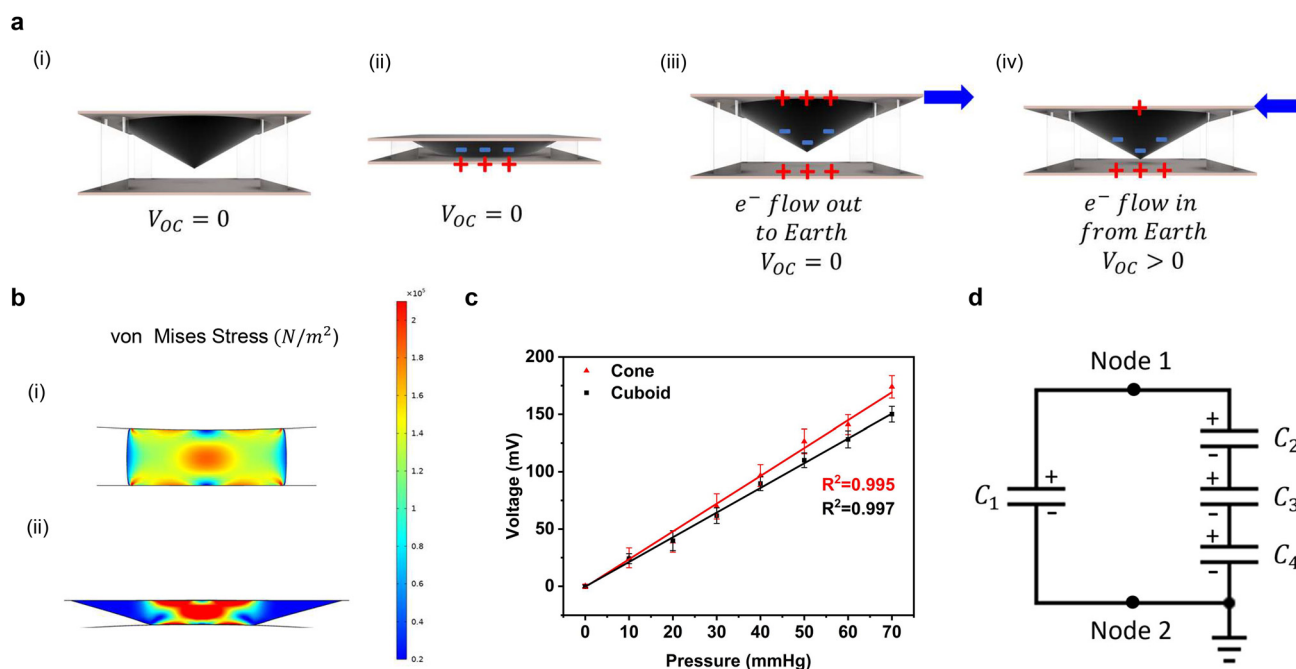 a
(i)
(ii)
(iii)
(iv)
+ + +
− − −
+ + +
− − −
+ + +
+
− − −
+ + +
V_OC = 0
V_OC = 0
e⁻ flow out
to Earth
V_OC = 0
e⁻ flow in
from Earth
V_OC > 0
b
von Mises Stress (N/m²)
(i)
(ii)
×10⁵
2
1.8
1.6
1.4
1.2
1
0.8
0.6
0.4
0.2
c
Cone
Cuboid
R²=0.995
R²=0.997
Voltage (mV)
200
150
100
50
0
0 10 20 30 40 50 60 70
Pressure (mmHg)
d
Node 1
C₁
+
−
+
−
C₂
+
−
C₃
+
−
C₄
Node 2